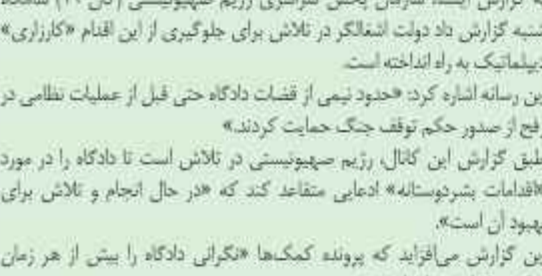 به گزارش ایسنا، سازمان پخش سراسری رژیم صهیونیستی (کان
شنبه گزارش داد دولت اشغالگر در تلاش برای جلوگیری از این اقدام «کارزاری»
دیپلماتیک به راه انداخته است.
این رسانه اشاره کرد: «حدود نیمی از قضات دادگاه حتی قبل از عملیات نظامی در
رفح از صدور حکم توقف جنگ حمایت کردند.»
طبق گزارش این کانال، رژیم صهیونیستی در تلاش است تا دادگاه را در مورد
«اقدامات بشردوستانه» ادعایی متقاعد کند که «در حال انجام و تلاش برای
بهبود آن است».
این گزارش می‌افزاید که پرونده کمک‌ها «نگرانی دادگاه را بیش از هر زمان